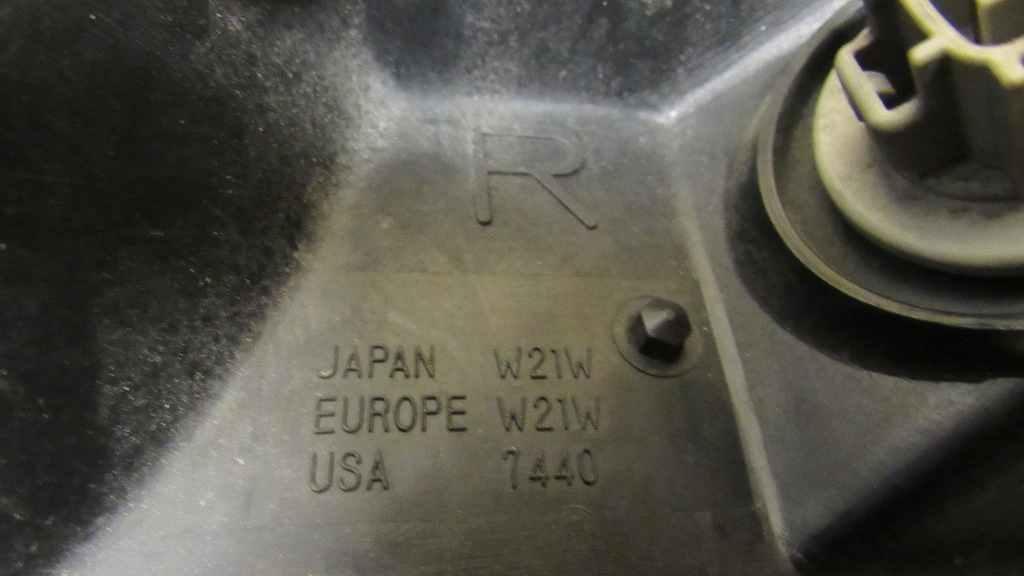 R
JAPAN W21W
EUROPE W21W
USA 7440